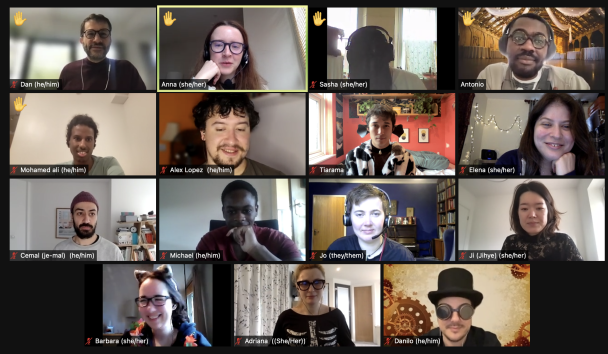 Dan (he/him)
Anna (she/her)
Sasha (she/her)
Antonio
Mohamed ali (he/him)
Alex Lopez (he/him)
Tiarama
Elena (she/her)
Cemal (je-mal) (he/him)
Michael (he/him)
Jo (they/them)
Ji (Jihye) (she/her)
Barbara (she/her)
Adriana ((She/Her))
Danilo (he/him)